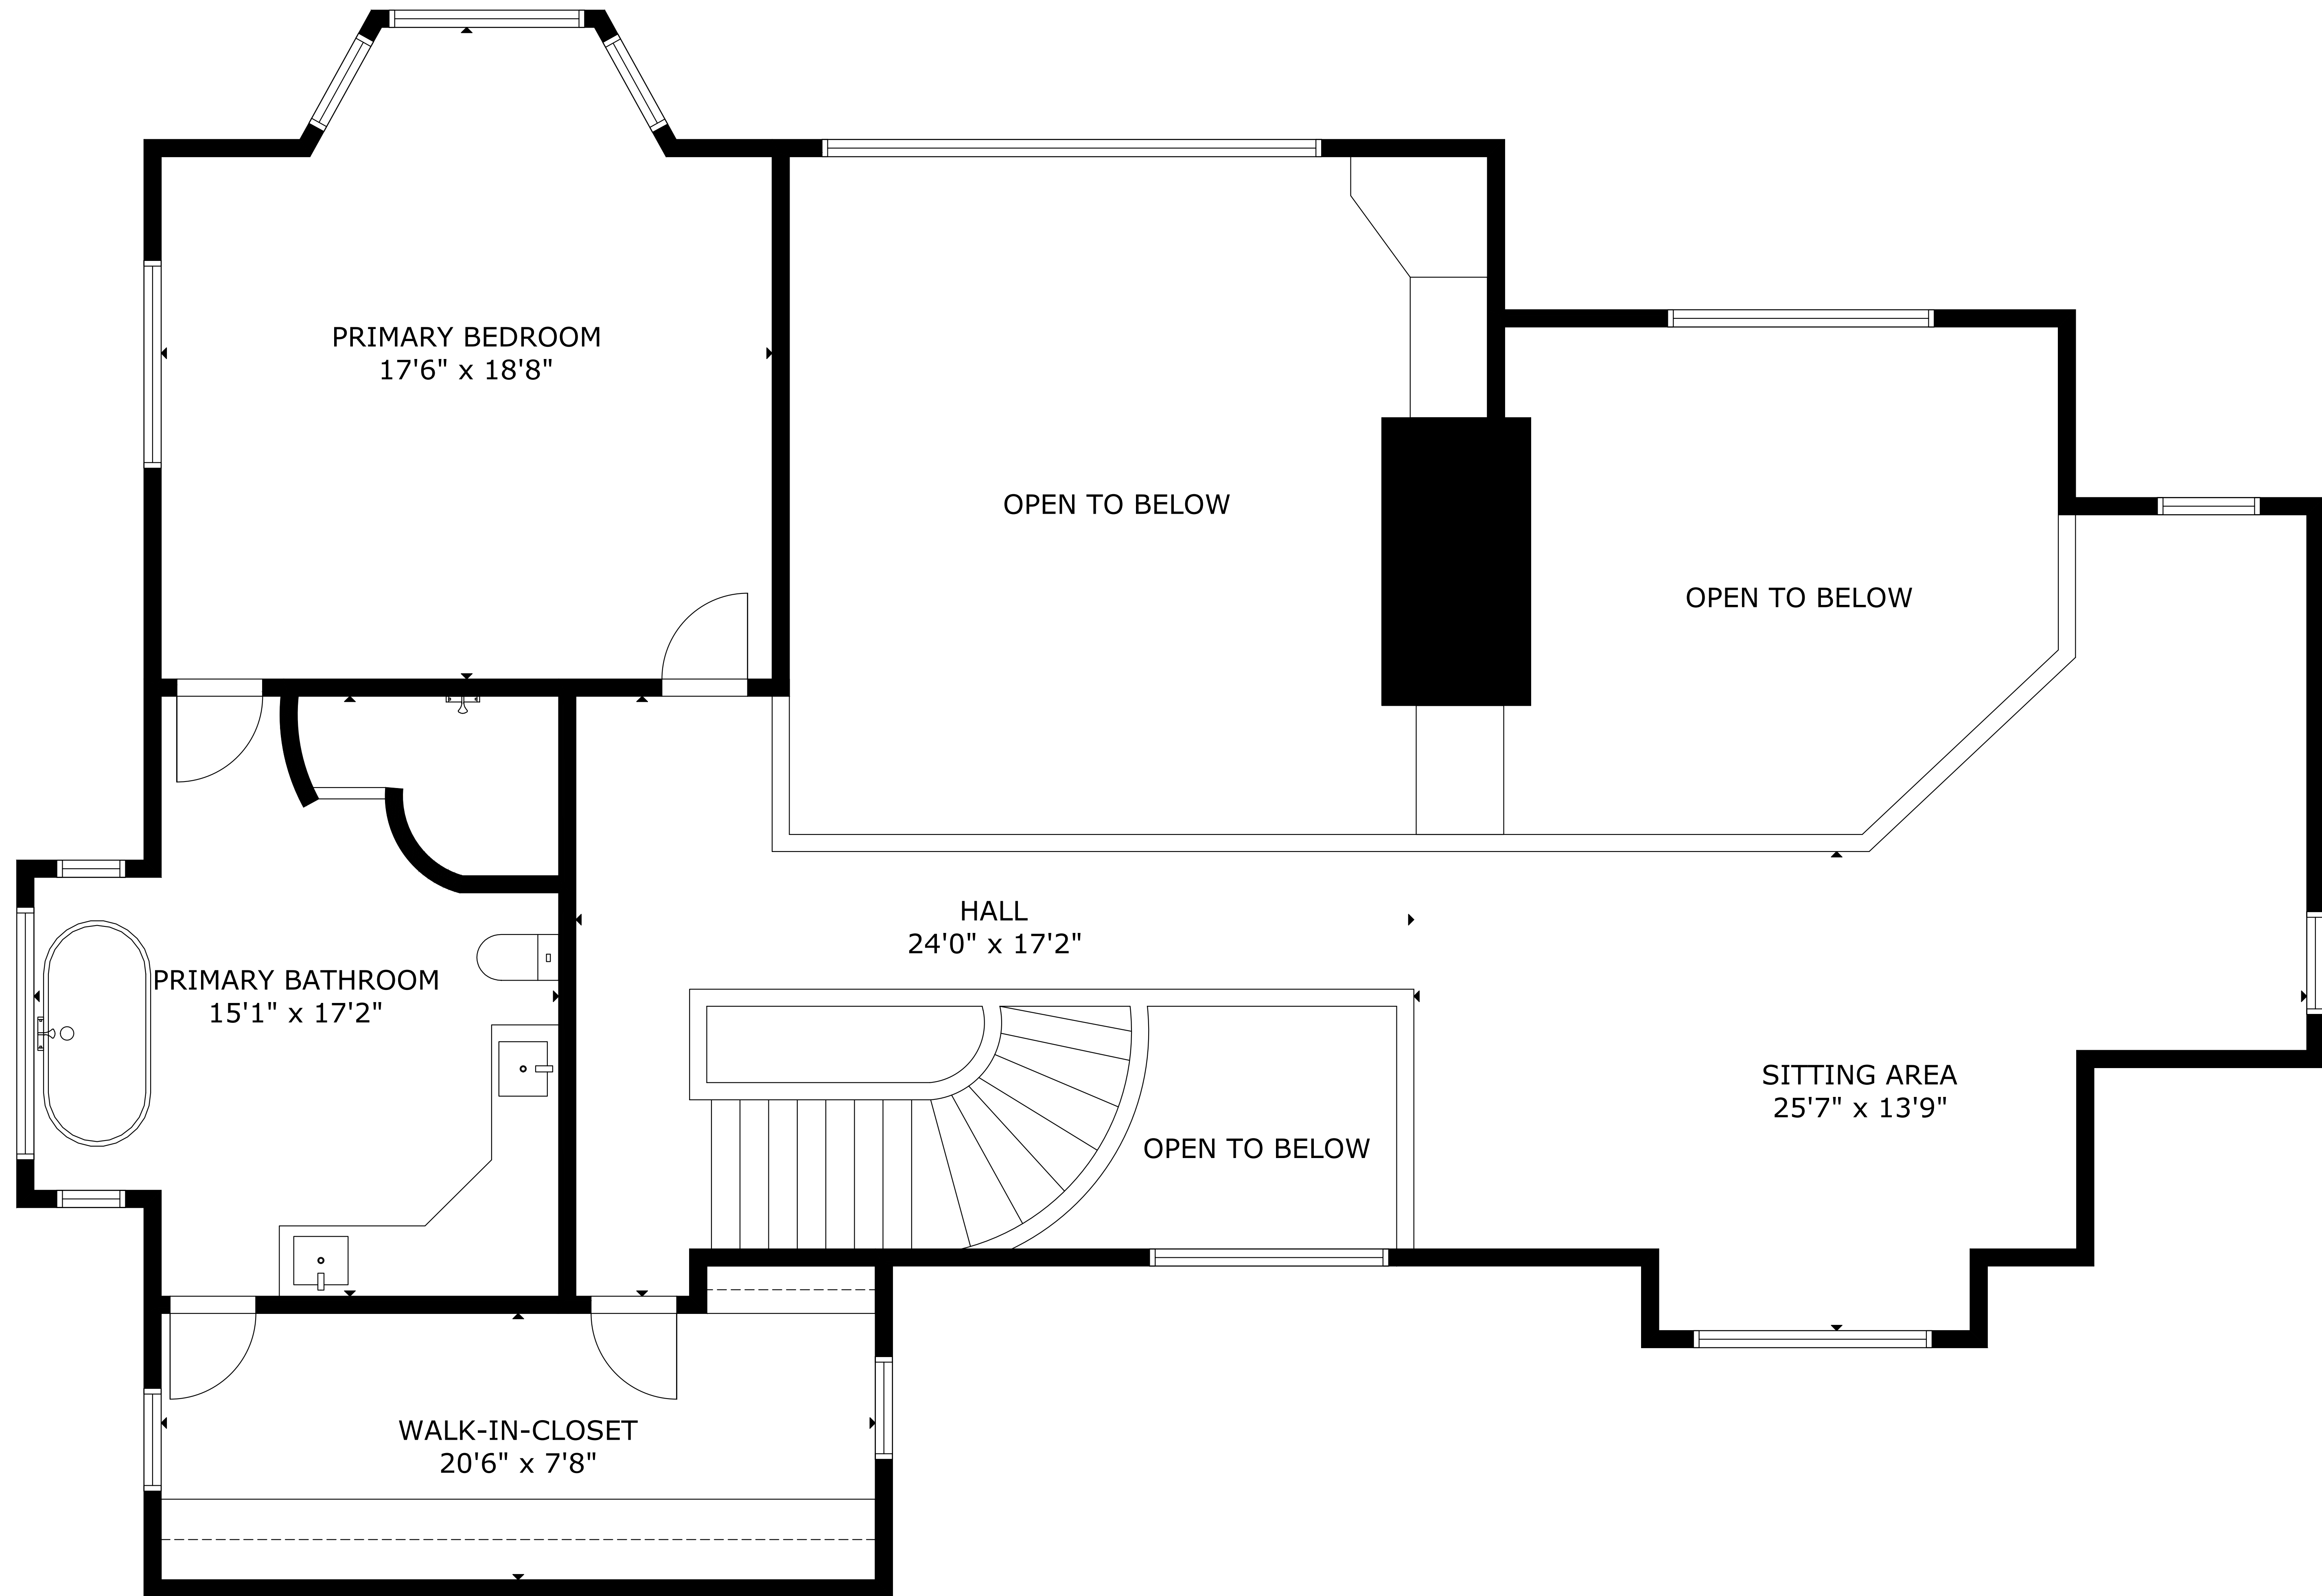 PRIMARY BEDROOM
17'6" x 18'8"
OPEN TO BELOW
OPEN TO BELOW
HALL
24'0" x 17'2"
PRIMARY BATHROOM
15'1" x 17'2"
SITTING AREA
25'7" x 13'9"
OPEN TO BELOW
WALK-IN-CLOSET
20'6" x 7'8"